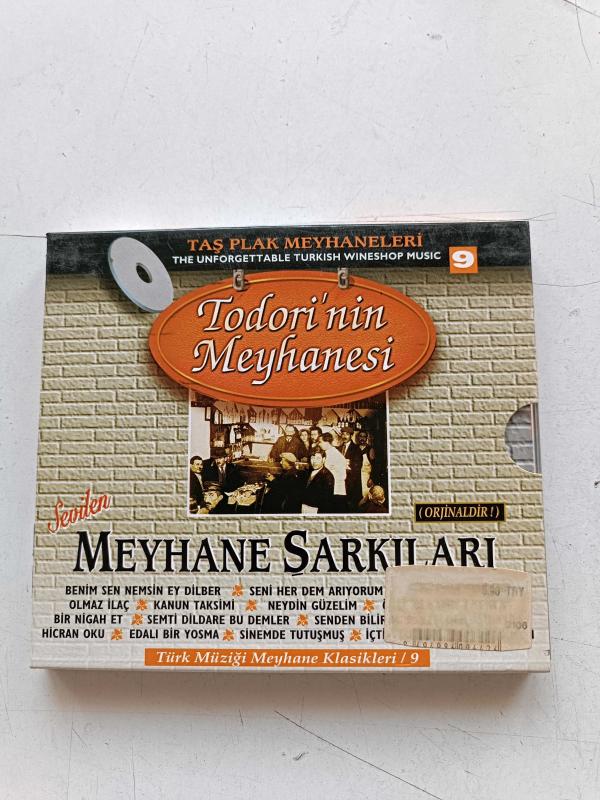 TAŞ PLAK MEYHANELERİ
THE UNFORGETTABLE TURKISH WINESHOP MUSIC
9
Todori'nin
Meyhanesi
Sevilen
(ORJİNALDİR!)
MEYHANE ŞARKILARI
BENİM SEN NEMSİN EY DİLBER SENİ HER DEM ARIYORUM
OLMAZ İLAÇ KANUN TAKSİMİ NEYDİN GÜZELİM
BİR NİGAH ET SEMTİ DİLDARE BU DEMLER SENDEN
HİCRAN OKU EDALI BİR YOSMA SİNEMDE TUTUŞMUŞ
Türk Müziği Meyhane Klasikleri / 9